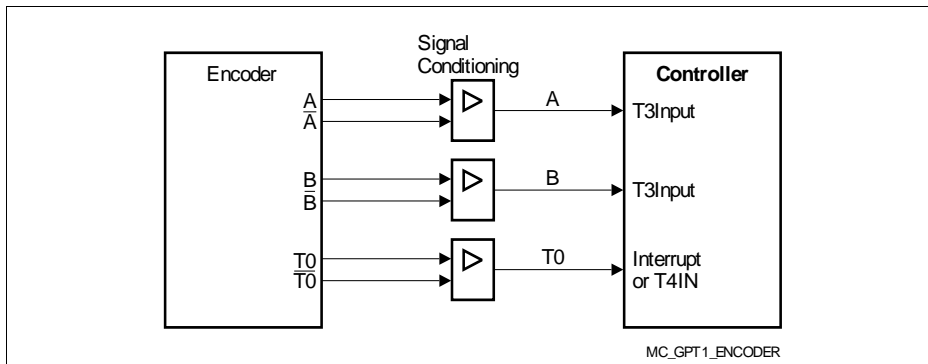 Signal
Conditioning
Encoder
Controller
A
A
A
T3Input
B
B
B
T3Input
T0
T0
T0
Interrupt
or T4IN
MC_GPT1_ENCODER